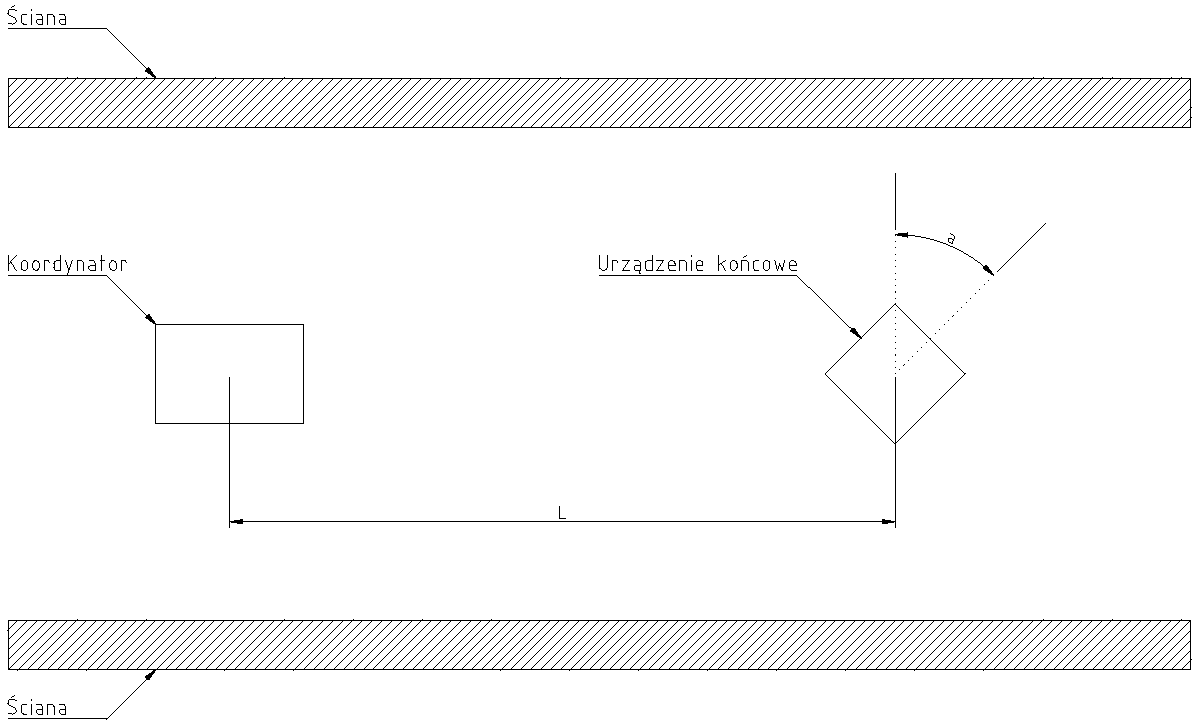 Ściana
Koordynator
Urządzenie końcowe
a
L
Ściana